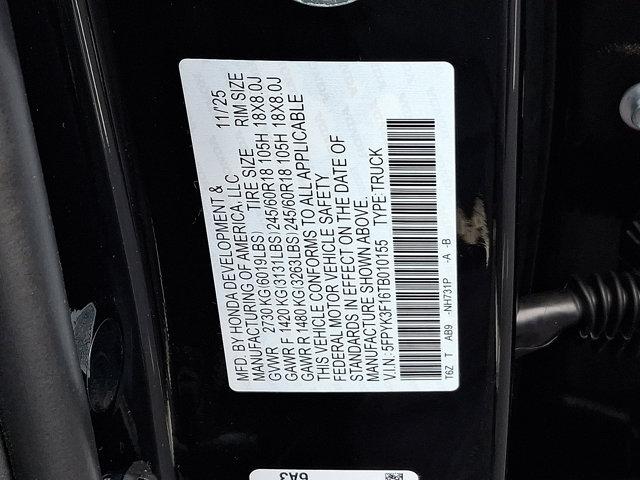 MFD. BY HONDA DEVELOPMENT & 11/'25
MANUFACTURING OF AMERICA, LLC
TIRE SIZE RIM SIZE
GVWR 2730 KG(6019LBS)
GAWR F 1420 KG(3131LBS) 245/60R18 105H 18X8.0J
GAWR R 1480 KG(3263LBS) 245/60R18 105H 18X8.0J
THIS VEHICLE CONFORMS TO ALL APPLICABLE
FEDERAL MOTOR VEHICLE SAFETY
STANDARDS IN EFFECT ON THE DATE OF
MANUFACTURE SHOWN ABOVE.
V.I.N: 5FPYK3F16TB010155 TYPE:TRUCK
T6Z T AB9 -NH731P -A -B
6A3